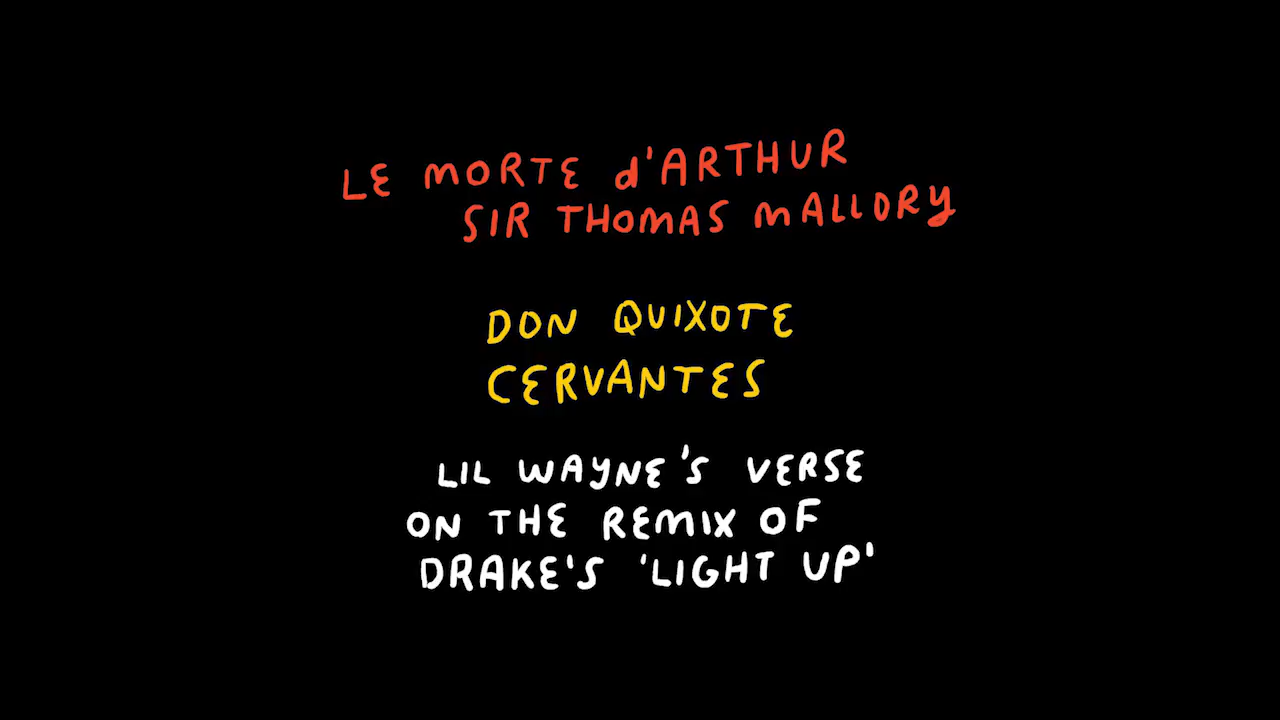 LE MORTE d'ARTHUR
SIR THOMAS MALLORY
DON QUIXOTE
CERVANTES
LIL WAYNE'S VERSE
ON THE REMIX OF
DRAKE'S 'LIGHT UP'